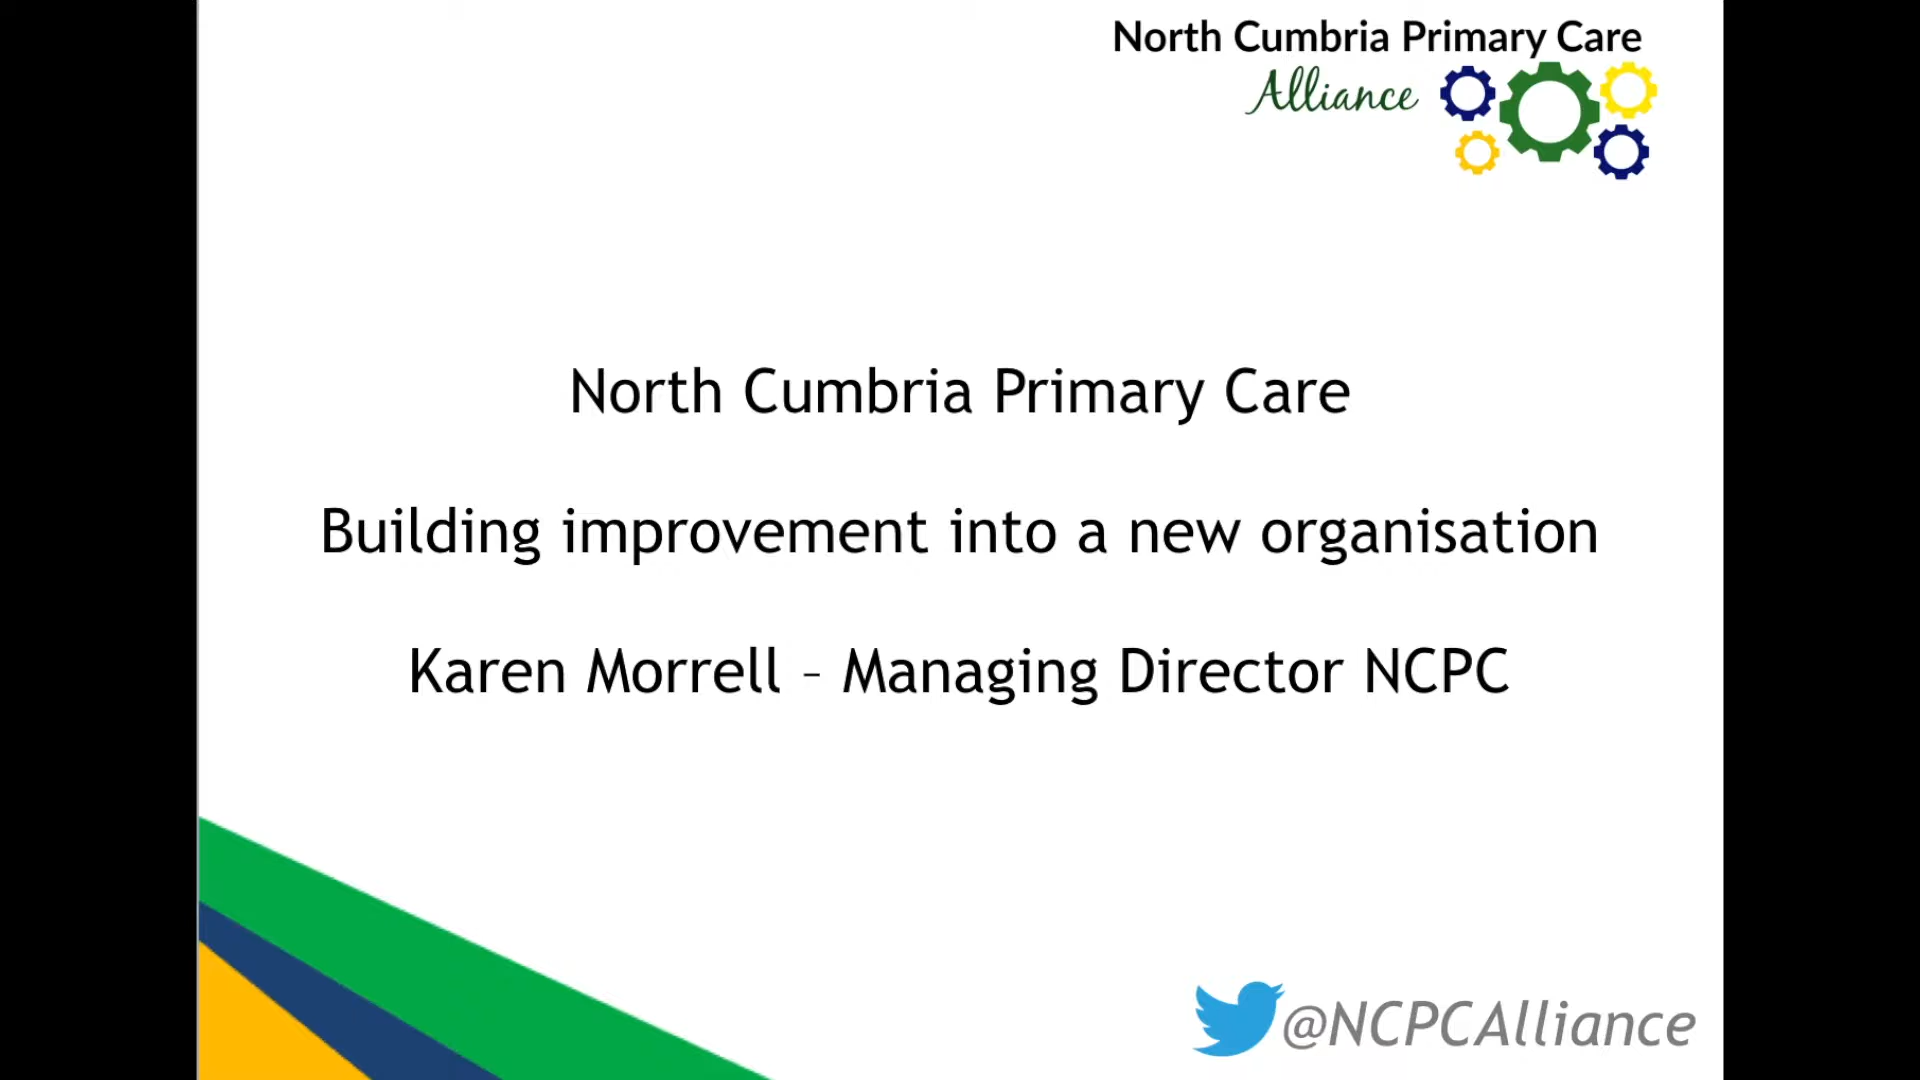 North Cumbria Primary Care
Alliance
North Cumbria Primary Care
Building improvement into a new organisation
Karen Morrell – Managing Director NCPC
@NCPCAlliance